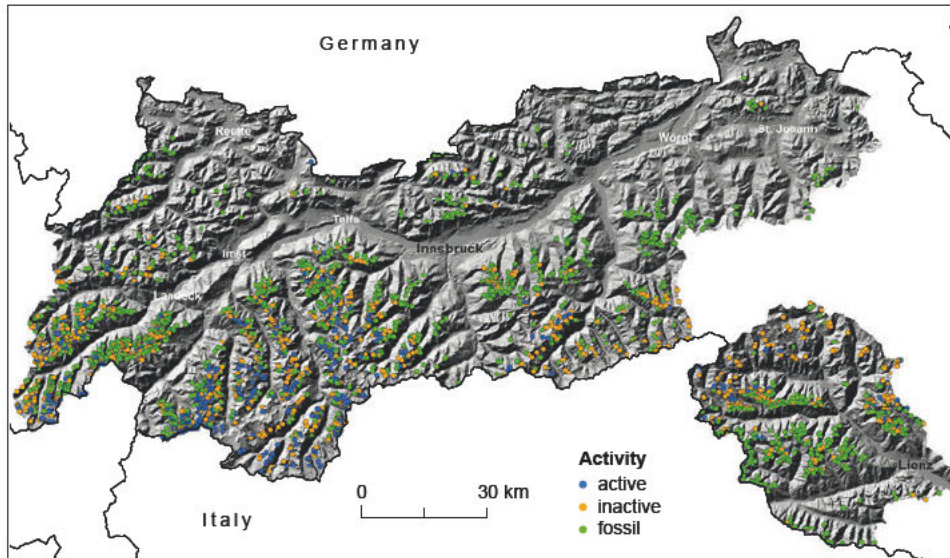 Germany
Reutte
Wörgl
St. Johann
Telfs
Innsbruck
Imst
Landeck
Lienz
Activity
active
inactive
fossil
0 30 km
Italy